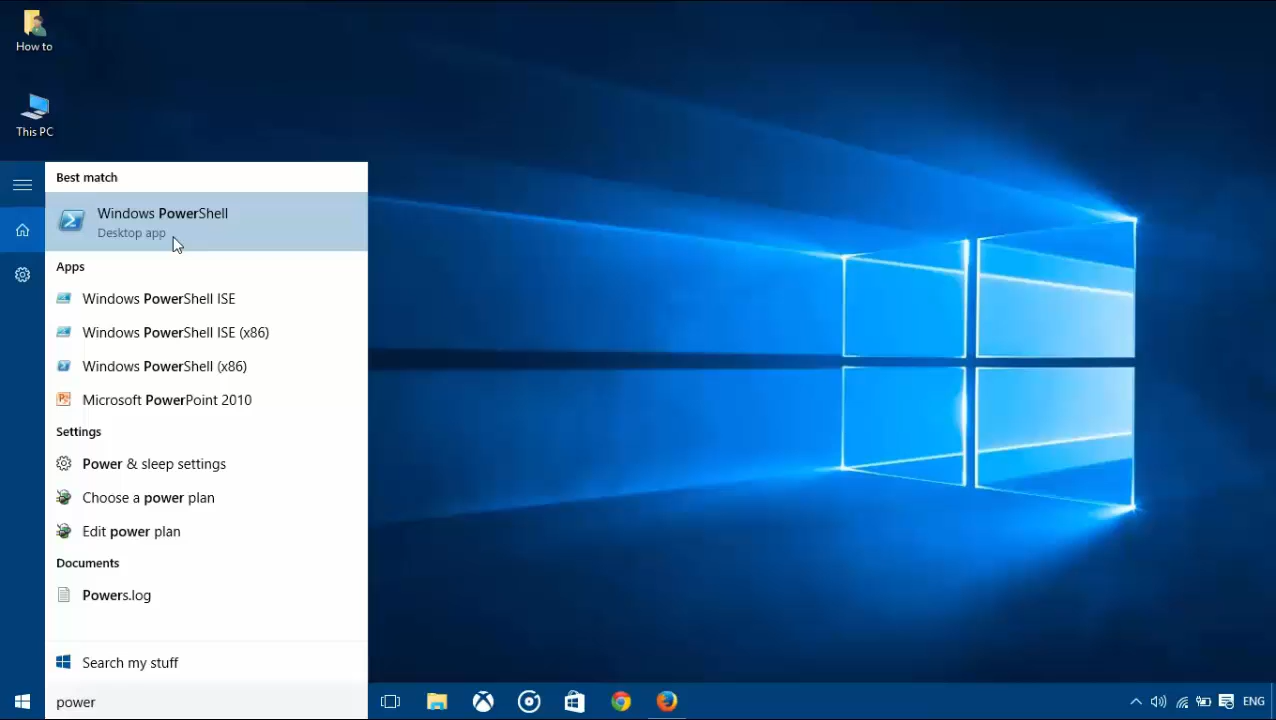 How to
This PC
Best match
Windows PowerShell
Desktop app
Apps
Windows PowerShell ISE
Windows PowerShell ISE (x86)
Windows PowerShell (x86)
Microsoft PowerPoint 2010
Settings
Power & sleep settings
Choose a power plan
Edit power plan
Documents
Powers.log
Search my stuff
power
ENG